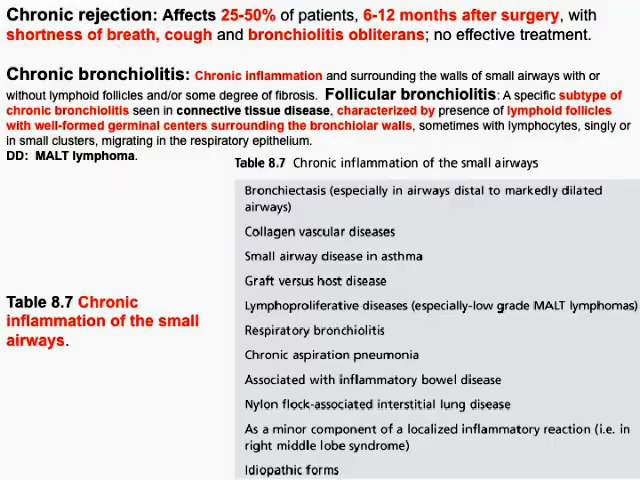 Chronic rejection: Affects 25-50% of patients, 6-12 months after surgery, with
shortness of breath, cough and bronchiolitis obliterans; no effective treatment.
Chronic bronchiolitis: Chronic inflammation and surrounding the walls of small airways with or
without lymphoid follicles and/or some degree of fibrosis. Follicular bronchiolitis: A specific subtype of
chronic bronchiolitis seen in connective tissue disease, characterized by presence of lymphoid follicles
with well-formed germinal centers surrounding the bronchiolar walls, sometimes with lymphocytes, singly or
in small clusters, migrating in the respiratory epithelium.
DD: MALT lymphoma.
Table 8.7 Chronic inflammation of the small airways
Bronchiectasis (especially in airways distal to markedly dilated
airways)
Collagen vascular diseases
Small airway disease in asthma
Graft versus host disease
Lymphoproliferative diseases (especially-low grade MALT lymphomas)
Respiratory bronchiolitis
Chronic aspiration pneumonia
Associated with inflammatory bowel disease
Nylon flock-associated interstitial lung disease
As a minor component of a localized inflammatory reaction (i.e. in
right middle lobe syndrome)
Idiopathic forms
Table 8.7 Chronic
inflammation of the small
airways.